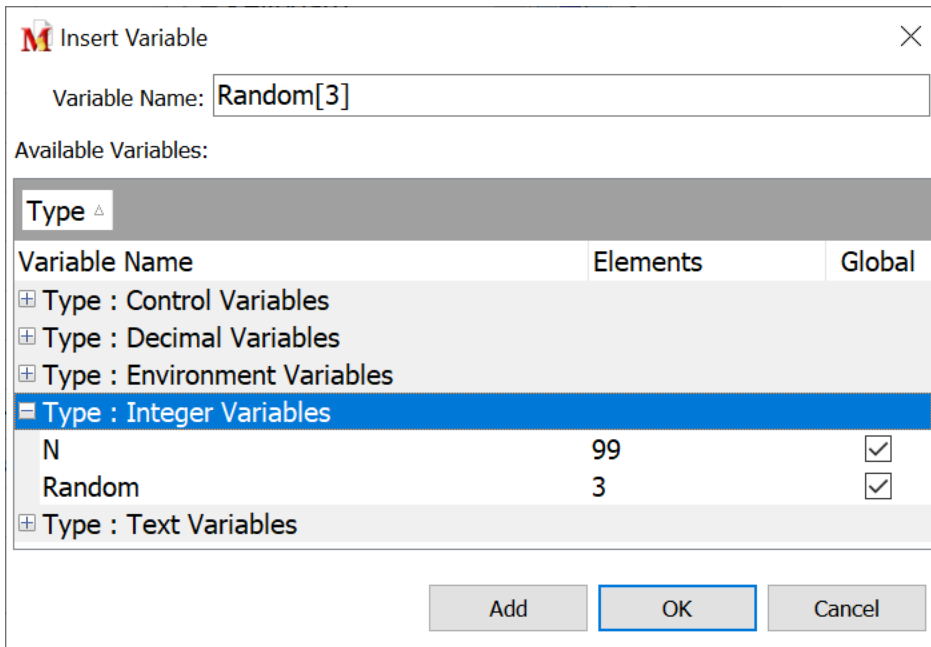 Insert Variable
Variable Name: Random[3]
Available Variables:
Type
Variable Name Elements Global
Type : Control Variables
Type : Decimal Variables
Type : Environment Variables
Type : Integer Variables
N 99
Random 3
Type : Text Variables
Add OK Cancel